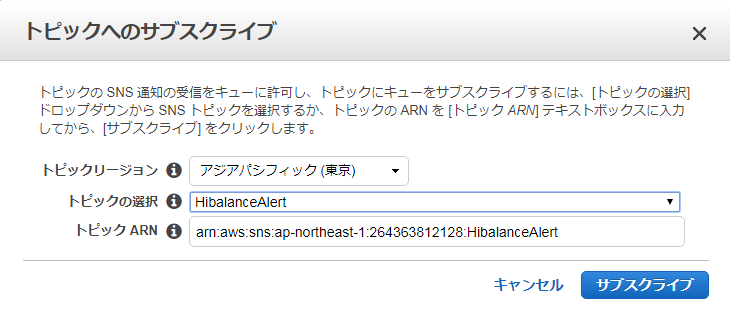 トピックへのサブスクライブ
トピックの SNS 通知の受信をキューに許可し、トピックにキューをサブスクライブするには、[トピックの選択]
ドロップダウンから SNS トピックを選択するか、トピックの ARN を [トピック ARN] テキストボックスに入力
してから、[サブスクライブ] をクリックします。
トピックリージョン アジアパシフィック (東京)
トピックの選択 HibalanceAlert
トピック ARN arn:aws:sns:ap-northeast-1:264363812128:HibalanceAlert
キャンセル サブスクライブ